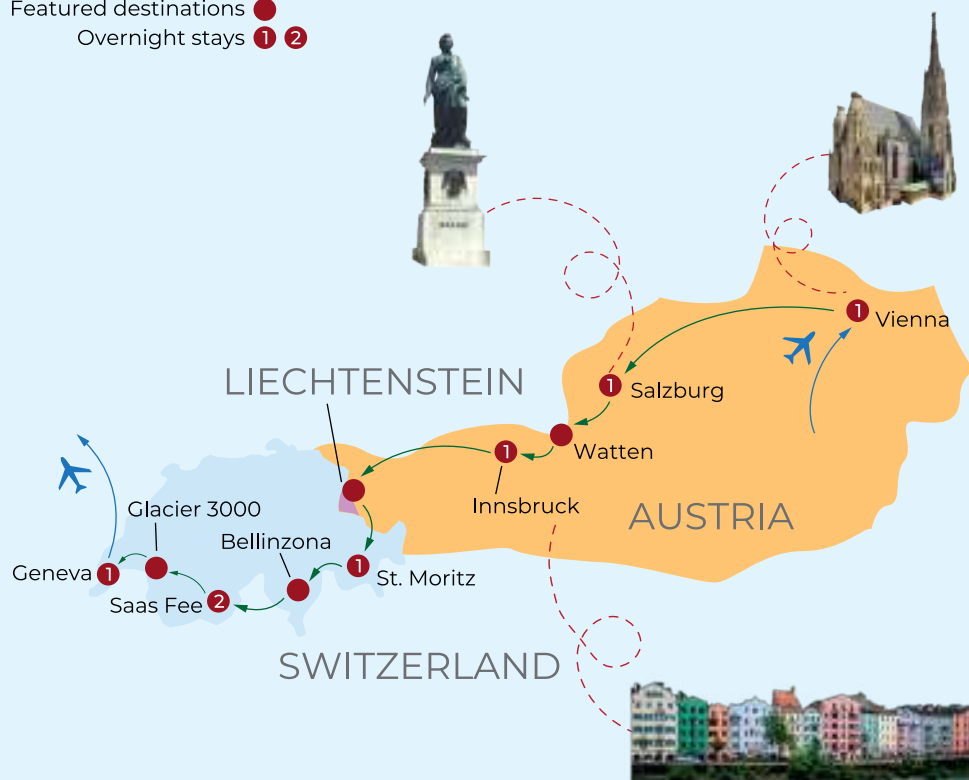 Featured destinations
Overnight stays 1 2
1 Vienna
LIECHTENSTEIN
1 Salzburg
Watten
1
Innsbruck
AUSTRIA
Glacier 3000
Bellinzona
Geneva 1
1 St. Moritz
Saas Fee 2
SWITZERLAND